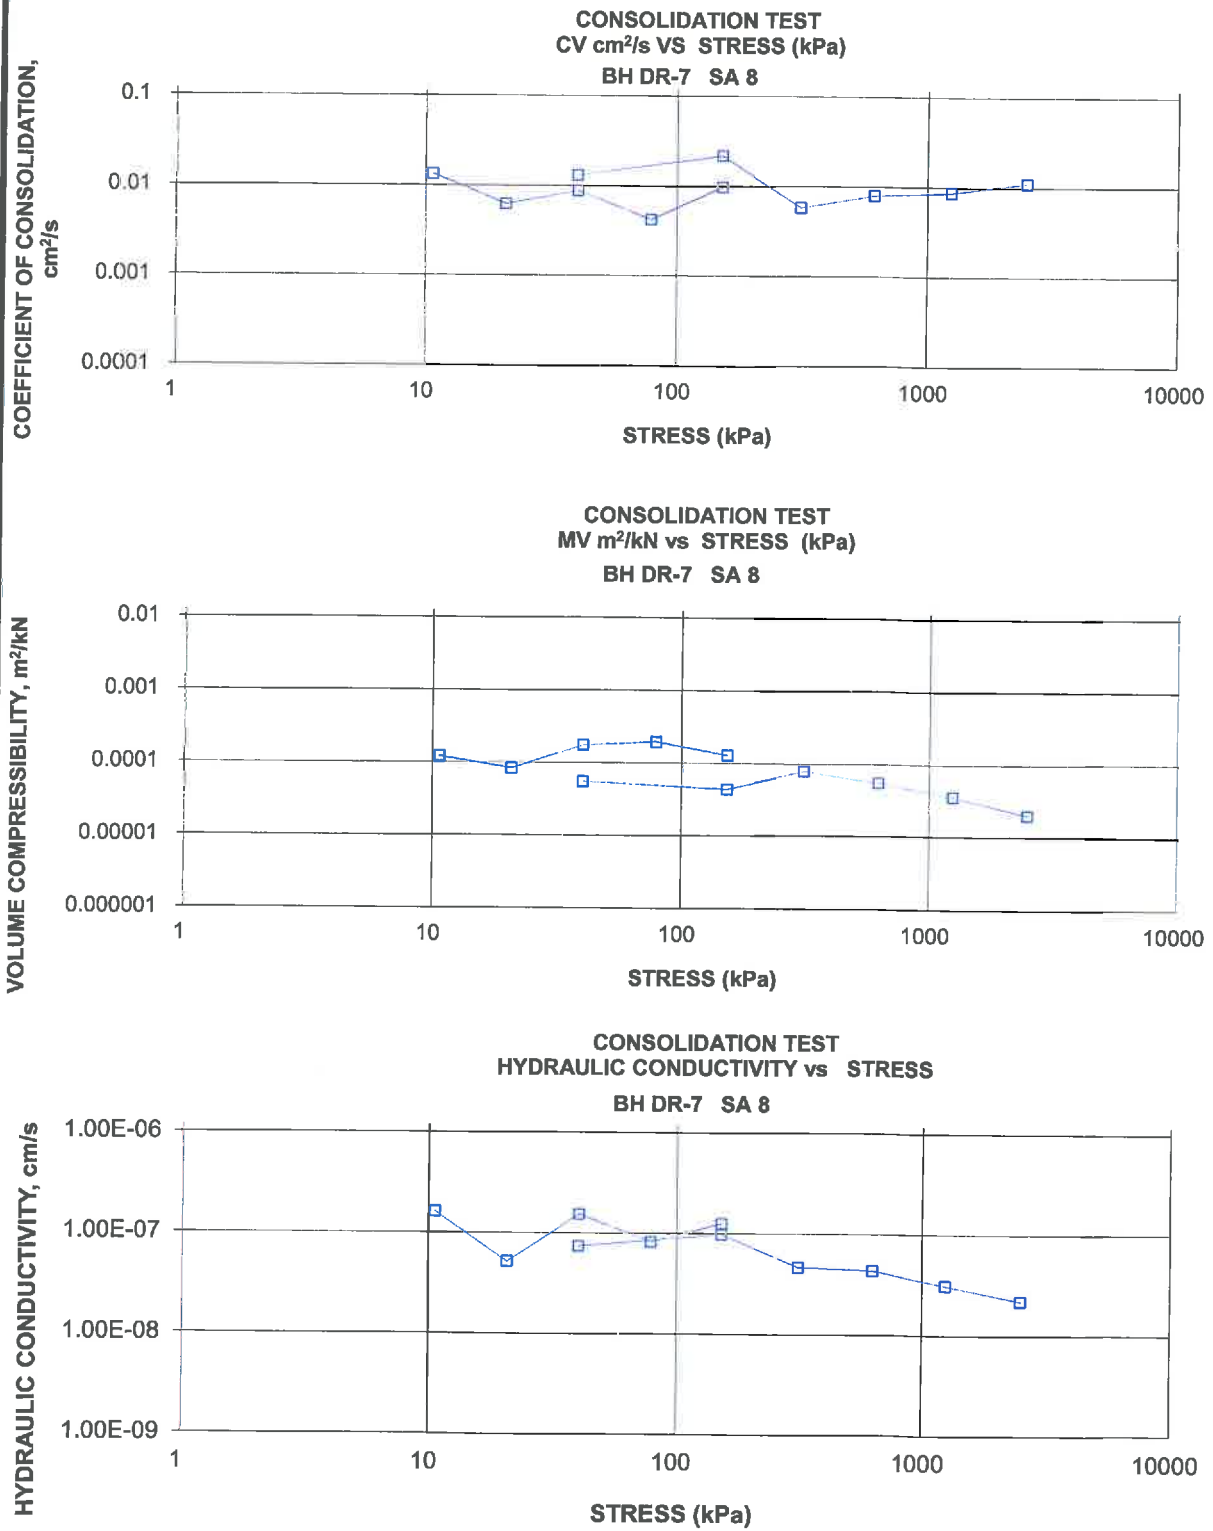 CONSOLIDATION TEST
CV cm²/s VS STRESS (kPa)
BH DR-7 SA 8
COEFFICIENT OF CONSOLIDATION,
cm²/s
0.1
0.01
0.001
0.0001
1
10
100
1000
10000
STRESS (kPa)
CONSOLIDATION TEST
MV m²/kN vs STRESS (kPa)
BH DR-7 SA 8
VOLUME COMPRESSIBILITY, m²/kN
0.01
0.001
0.0001
0.00001
0.000001
1
10
100
1000
10000
STRESS (kPa)
CONSOLIDATION TEST
HYDRAULIC CONDUCTIVITY vs STRESS
BH DR-7 SA 8
HYDRAULIC CONDUCTIVITY, cm/s
1.00E-06
1.00E-07
1.00E-08
1.00E-09
1
10
100
1000
10000
STRESS (kPa)